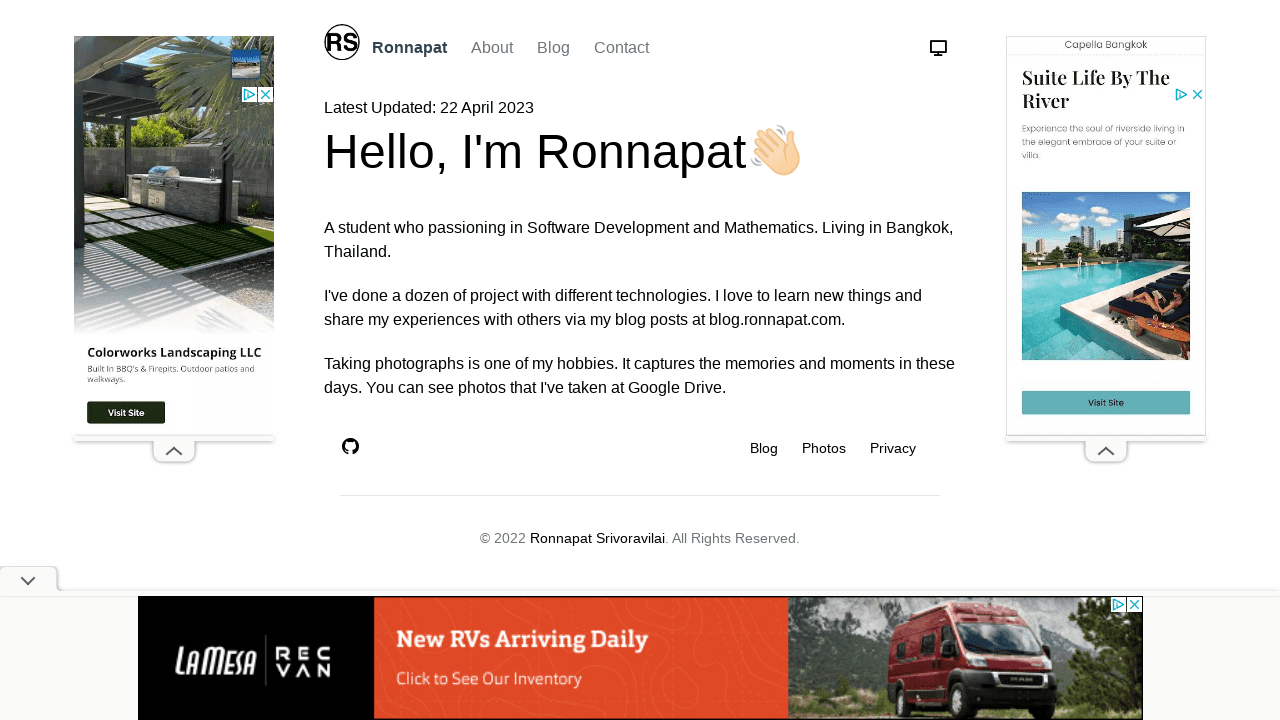 RS
Ronnapat About Blog Contact
Latest Updated: 22 April 2023
Hello, I'm Ronnapat
A student who passioning in Software Development and Mathematics. Living in Bangkok,
Thailand.
I've done a dozen of project with different technologies. I love to learn new things and
share my experiences with others via my blog posts at blog.ronnapat.com.
Taking photographs is one of my hobbies. It captures the memories and moments in these
days. You can see photos that I've taken at Google Drive.
Blog Photos Privacy
© 2022 Ronnapat Srivoravilai. All Rights Reserved.
Colorworks Landscaping LLC
Built In BBQ's & Firepits. Outdoor patios and
walkways.
Visit Site
Capella Bangkok
Suite Life By The
River
Experience the soul of riverside living in
the elegant embrace of your suite or
villa.
Visit Site
LAMESA REC
VAN
New RVs Arriving Daily
Click to See Our Inventory
RAM